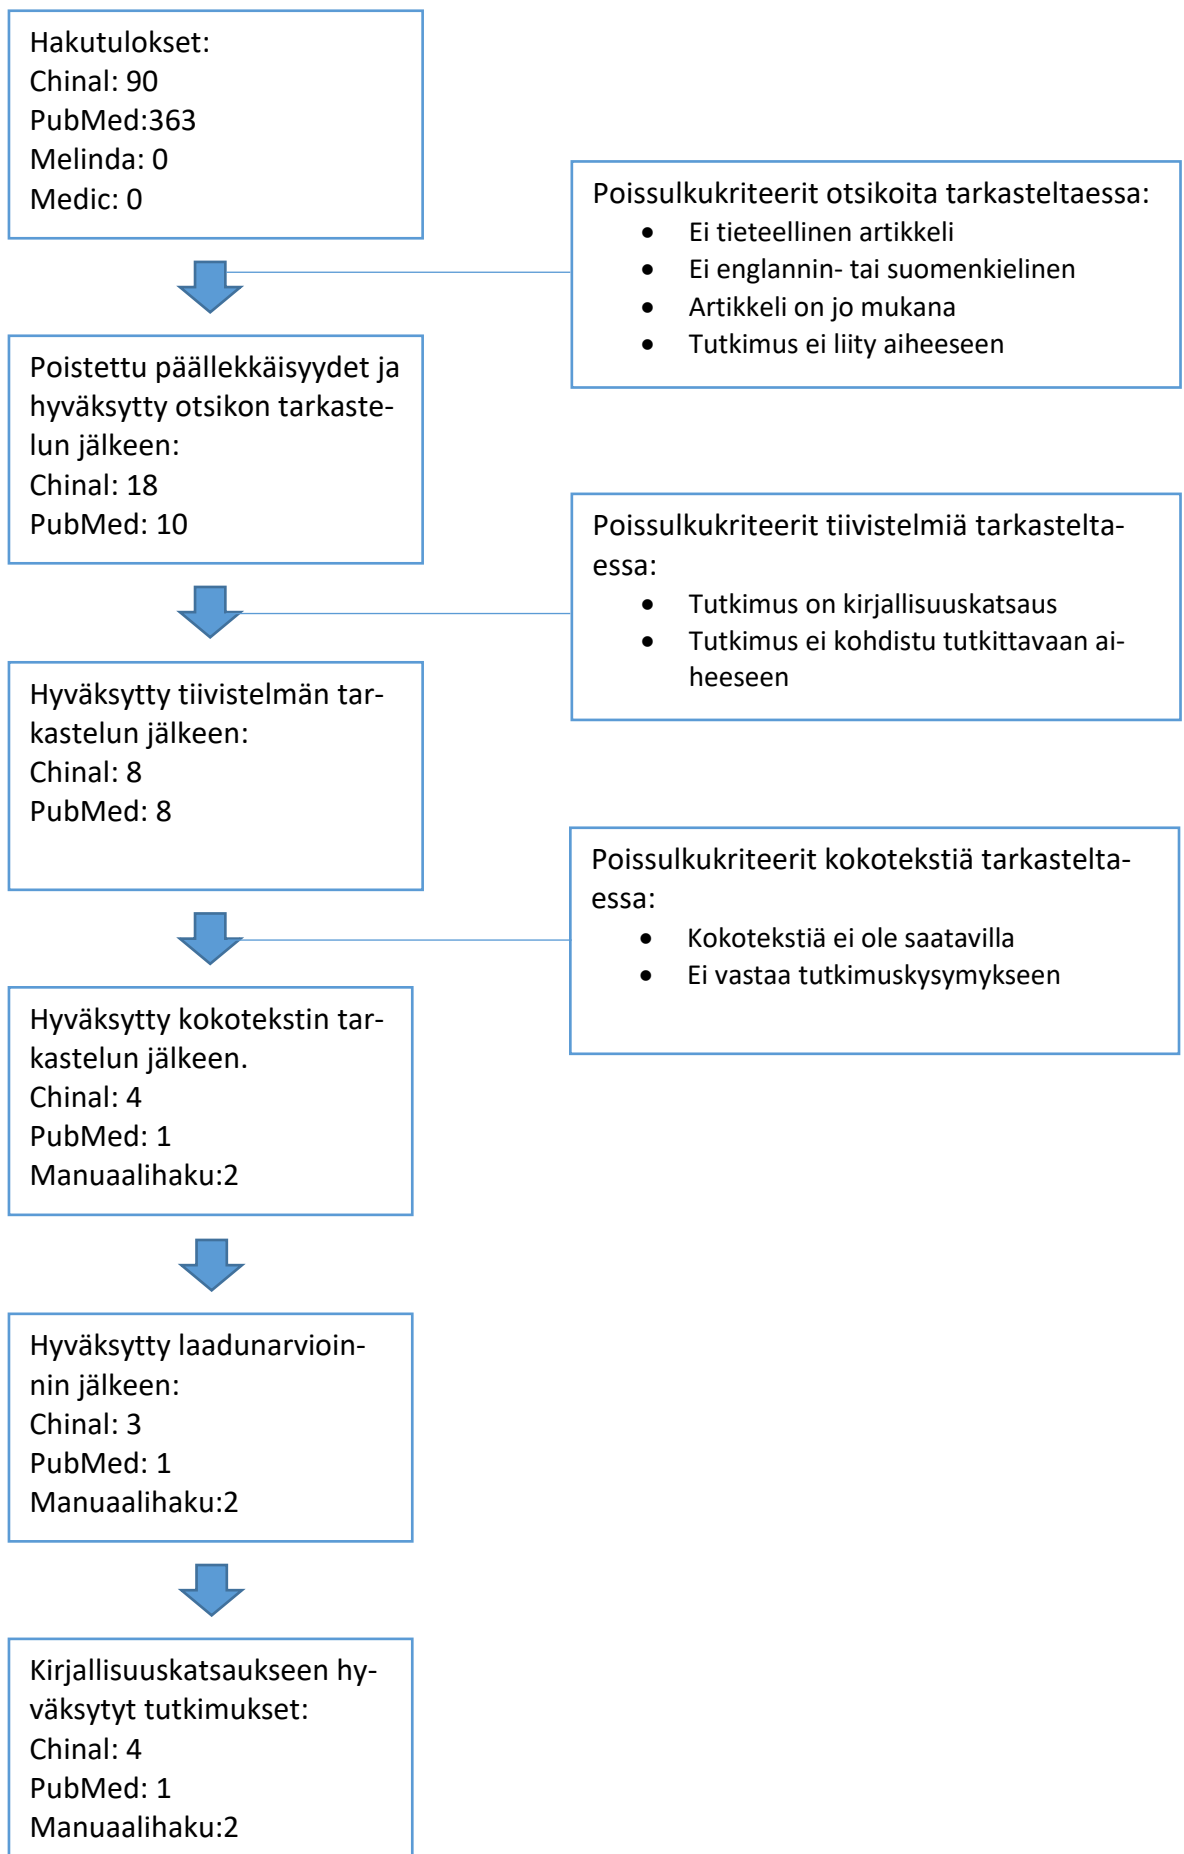 Hakutulokset:
Chinal: 90
PubMed:363
Melinda: 0
Medic: 0
Poissulkukriteerit otsikoita tarkasteltaessa:
• Ei tieteellinen artikkeli
• Ei englannin- tai suomenkielinen
• Artikkeli on jo mukana
• Tutkimus ei liity aiheeseen
Poistettu päällekkäisyydet ja
hyväksytty otsikon tarkaste-
lun jälkeen:
Chinal: 18
PubMed: 10
Poissulkukriteerit tiivistelmiä tarkastelta-
essa:
• Tutkimus on kirjallisuuskatsaus
• Tutkimus ei kohdistu tutkittavaan ai-
heeseen
Hyväksytty tiivistelmän tar-
kastelun jälkeen:
Chinal: 8
PubMed: 8
Poissulkukriteerit kokotekstiä tarkastelta-
essa:
• Kokotekstiä ei ole saatavilla
• Ei vastaa tutkimuskysymykseen
Hyväksytty kokotekstin tar-
kastelun jälkeen.
Chinal: 4
PubMed: 1
Manuaalihaku:2
Hyväksytty laadunarvioin-
nin jälkeen:
Chinal: 3
PubMed: 1
Manuaalihaku:2
Kirjallisuuskatsaukseen hy-
väksytyt tutkimukset:
Chinal: 4
PubMed: 1
Manuaalihaku:2